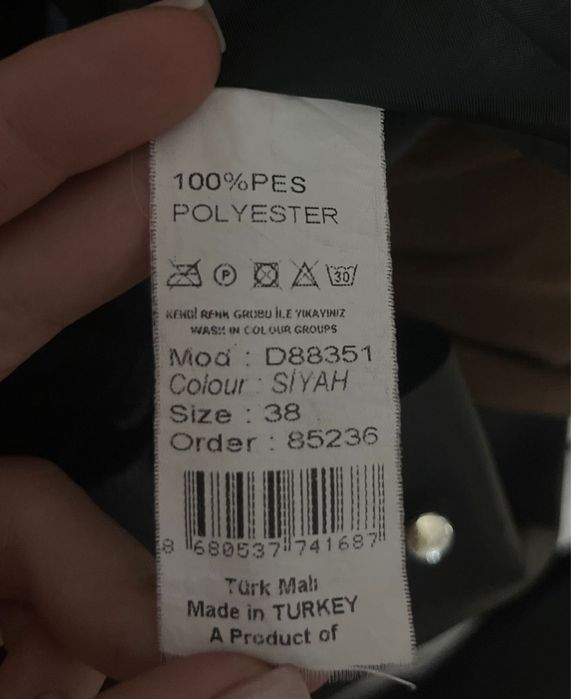 100%PES
POLYESTER
P 30
KENDİ RENK GRUBU İLE YIKAYINIZ
WASH IN COLOUR GROUPS
Mod : D88351
Colour : SİYAH
Size : 38
Order : 85236
8 680537 741687
Türk Malı
Made in TURKEY
A Product of